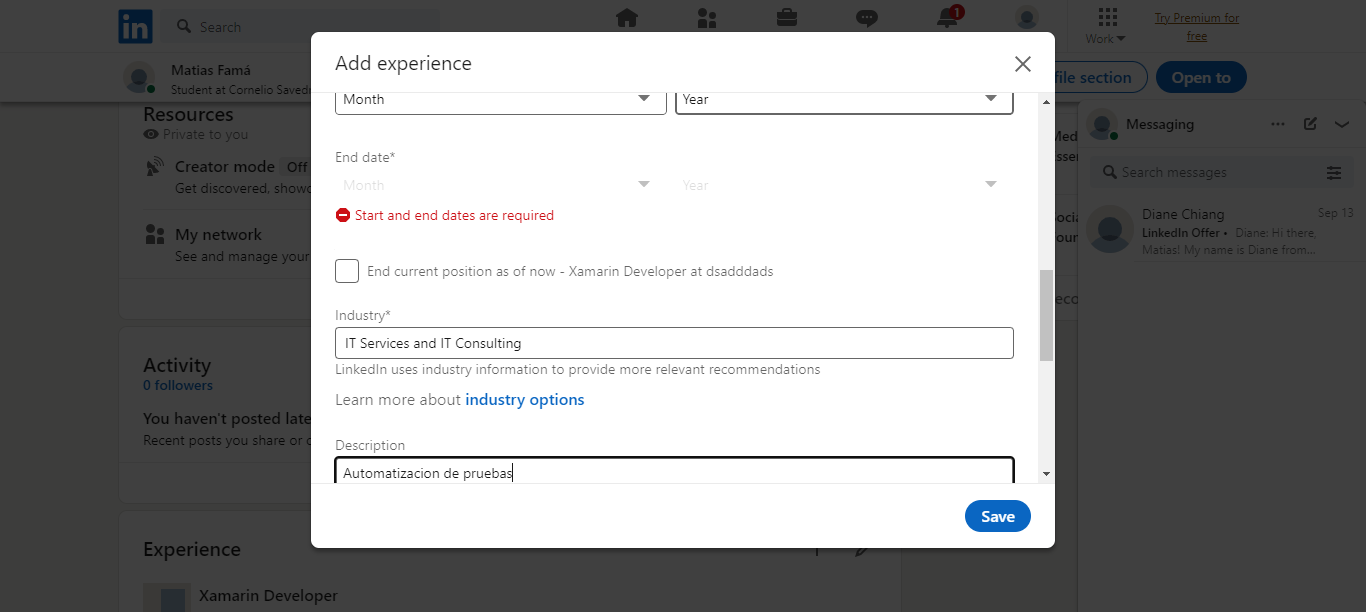 in
Search
1
Work
Try Premium for
free
Matias Famá
Student at Cornelio Saved
file section
Open to
Add experience
Month
Year
End date*
Month
Year
Start and end dates are required
End current position as of now - Xamarin Developer at dsadddads
Industry*
IT Services and IT Consulting
LinkedIn uses industry information to provide more relevant recommendations
Learn more about industry options
Description
Automatizacion de pruebas
Save
Resources
Private to you
Creator mode Off
Get discovered, show
My network
See and manage your
Activity
0 followers
You haven't posted late
Recent posts you share or
Experience
Xamarin Developer
Messaging
Search messages
Diane Chiang
Sep 13
LinkedIn Offer • Diane: Hi there,
Matias! My name is Diane from...